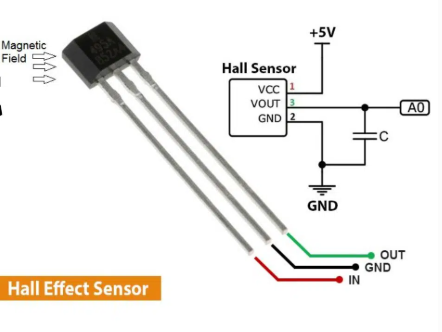 Magnetic
Field
+5V
Hall Sensor
VCC 1
VOUT 3
GND 2
A0
C
GND
OUT
GND
IN
Hall Effect Sensor